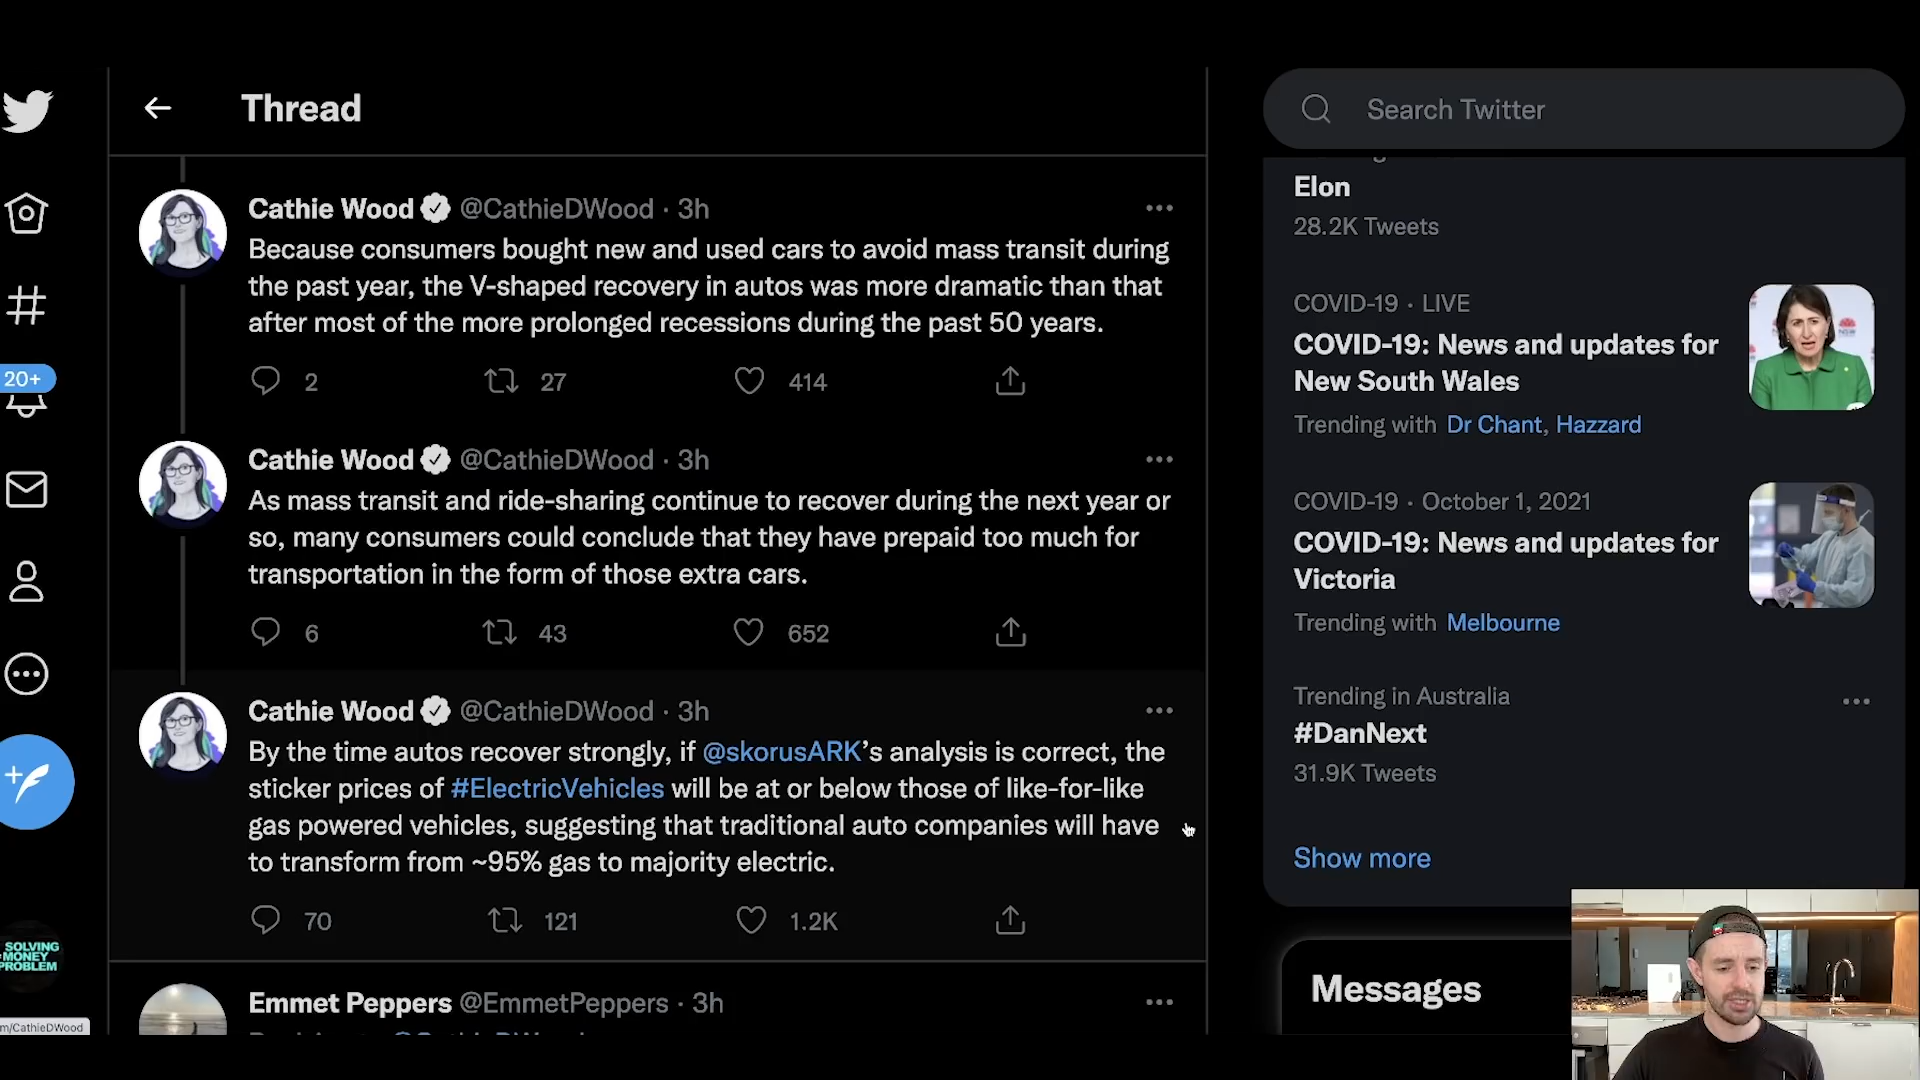 Thread
Cathie Wood @CathieDWood · 3h
Because consumers bought new and used cars to avoid mass transit during
the past year, the V-shaped recovery in autos was more dramatic than that
after most of the more prolonged recessions during the past 50 years.
2 27 414
Cathie Wood @CathieDWood · 3h
As mass transit and ride-sharing continue to recover during the next year or
so, many consumers could conclude that they have prepaid too much for
transportation in the form of those extra cars.
6 43 652
Cathie Wood @CathieDWood · 3h
By the time autos recover strongly, if @skorusARK’s analysis is correct, the
sticker prices of #ElectricVehicles will be at or below those of like-for-like
gas powered vehicles, suggesting that traditional auto companies will have
to transform from ~95% gas to majority electric.
70 121 1.2K
Emmet Peppers @EmmetPeppers · 3h
20+
SOLVING
MONEY
PROBLEM
m/CathieDWood
Search Twitter
Elon
28.2K Tweets
COVID-19 · LIVE
COVID-19: News and updates for
New South Wales
Trending with Dr Chant, Hazzard
COVID-19 · October 1, 2021
COVID-19: News and updates for
Victoria
Trending with Melbourne
Trending in Australia
#DanNext
31.9K Tweets
Show more
Messages